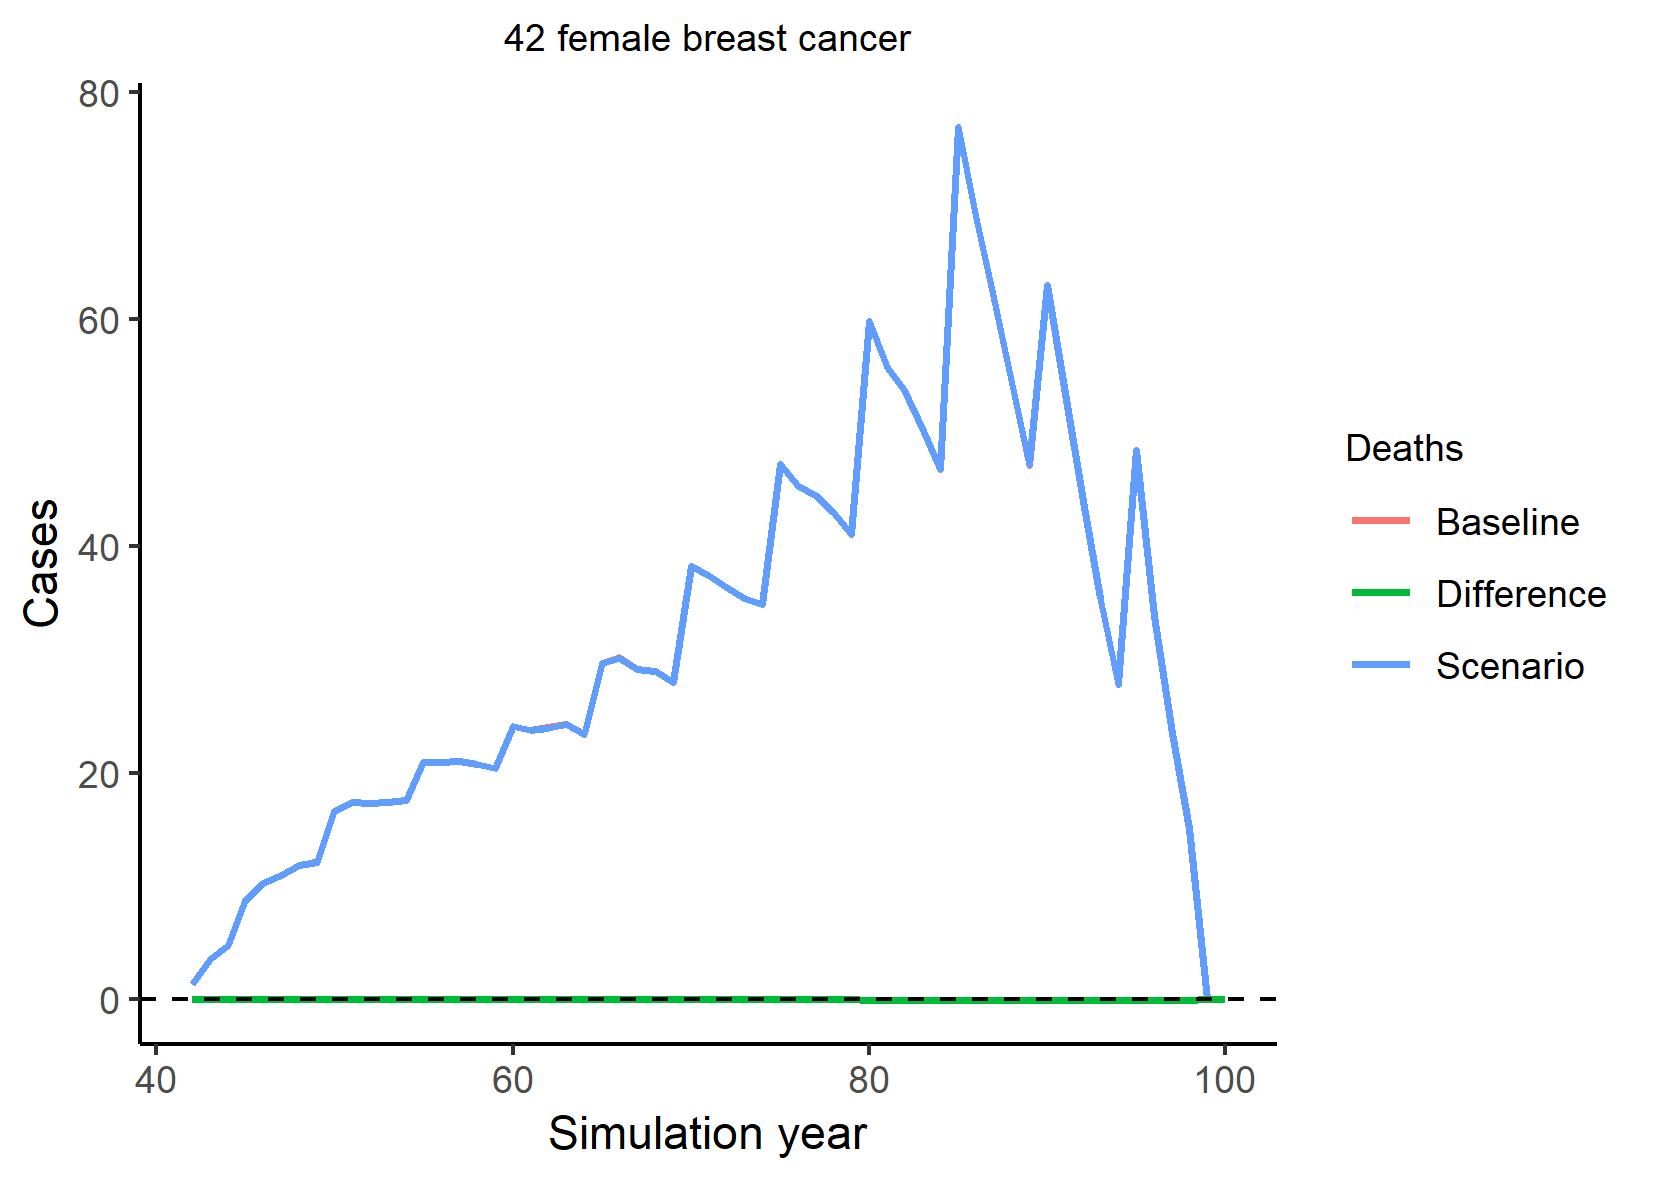 42 female breast cancer
80
60
40
20
0
Cases
40 60 80 100
Simulation year
Deaths
Baseline
Difference
Scenario